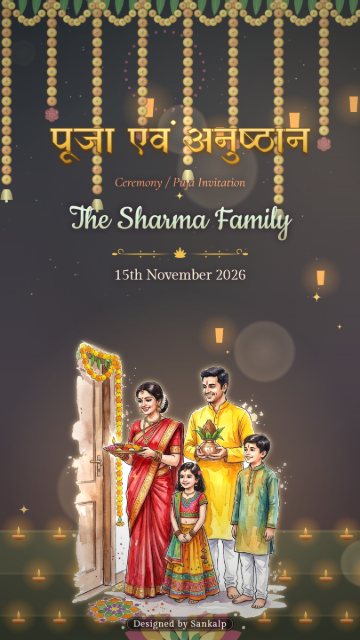 पूजा एवं अनुष्ठान
Ceremony / Puja Invitation
The Sharma Family
15th November 2026
Designed by Sankalp